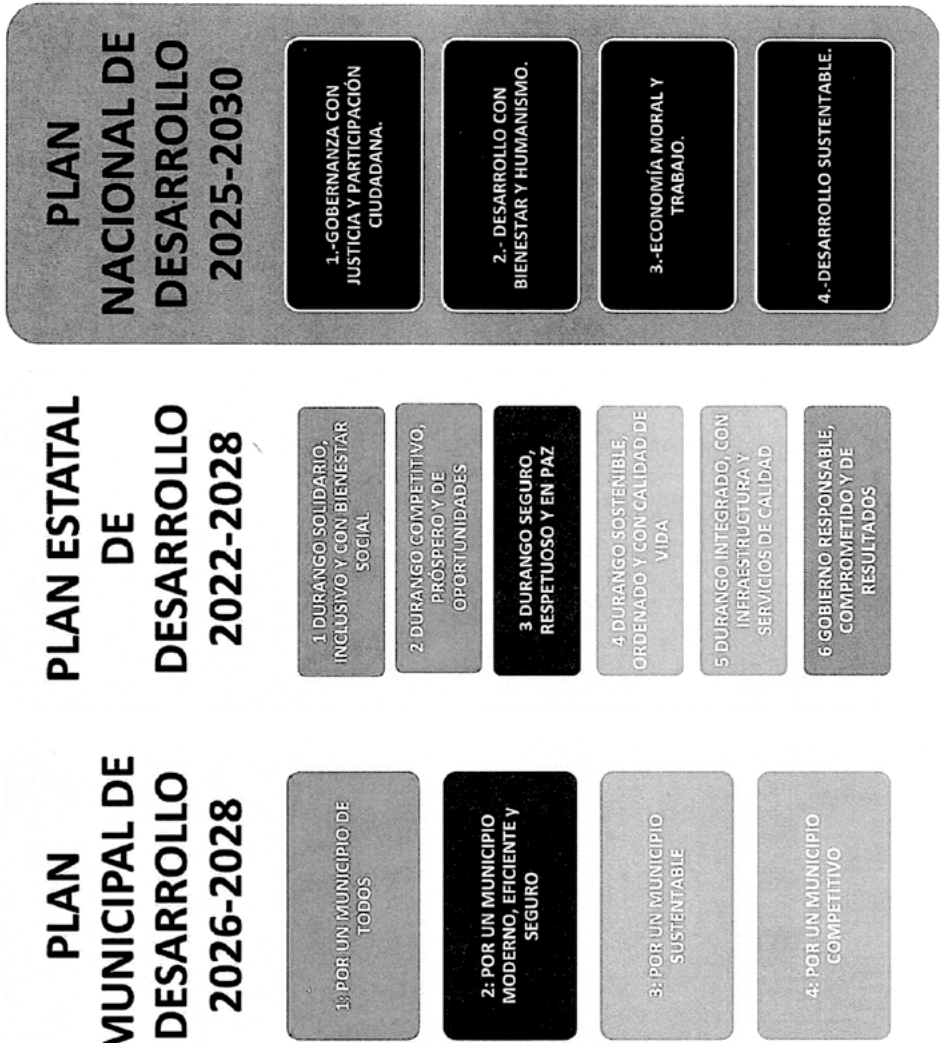 PLAN
MUNICIPAL DE
DESARROLLO
2026-2028
1: POR UN MUNICIPIO DE
TODOS
2: POR UN MUNICIPIO
MODERNO, EFICIENTE y
SEGURO
3: POR UN MUNICIPIO
SUSTENTABLE
4: POR UN MUNICIPIO
COMPETITIVO
PLAN ESTATAL
DE
DESARROLLO
2022-2028
1 DURANGO SOLIDARIO,
INCLUSIVO Y CON BIENESTAR
SOCIAL
2 DURANGO COMPETITIVO,
PRÓSPERO Y DE
OPORTUNIDADES
3 DURANGO SEGURO,
RESPETUOSO Y EN PAZ
4 DURANGO SOSTENIBLE,
ORDENADO Y CON CALIDAD DE
VIDA
5 DURANGO INTEGRADO, CON
INFRAESTRUCTURA Y
SERVICIOS DE CALIDAD
6 GOBIERNO RESPONSABLE,
COMPROMETIDO Y DE
RESULTADOS
PLAN
NACIONAL DE
DESARROLLO
2025-2030
1.-GOBERNANZA CON
JUSTICIA Y PARTICIPACIÓN
CIUDADANA.
2.- DESARROLLO CON
BIENESTAR Y HUMANISMO.
3.-ECONOMÍA MORAL Y
TRABAJO.
4.-DESARROLLO SUSTENTABLE.